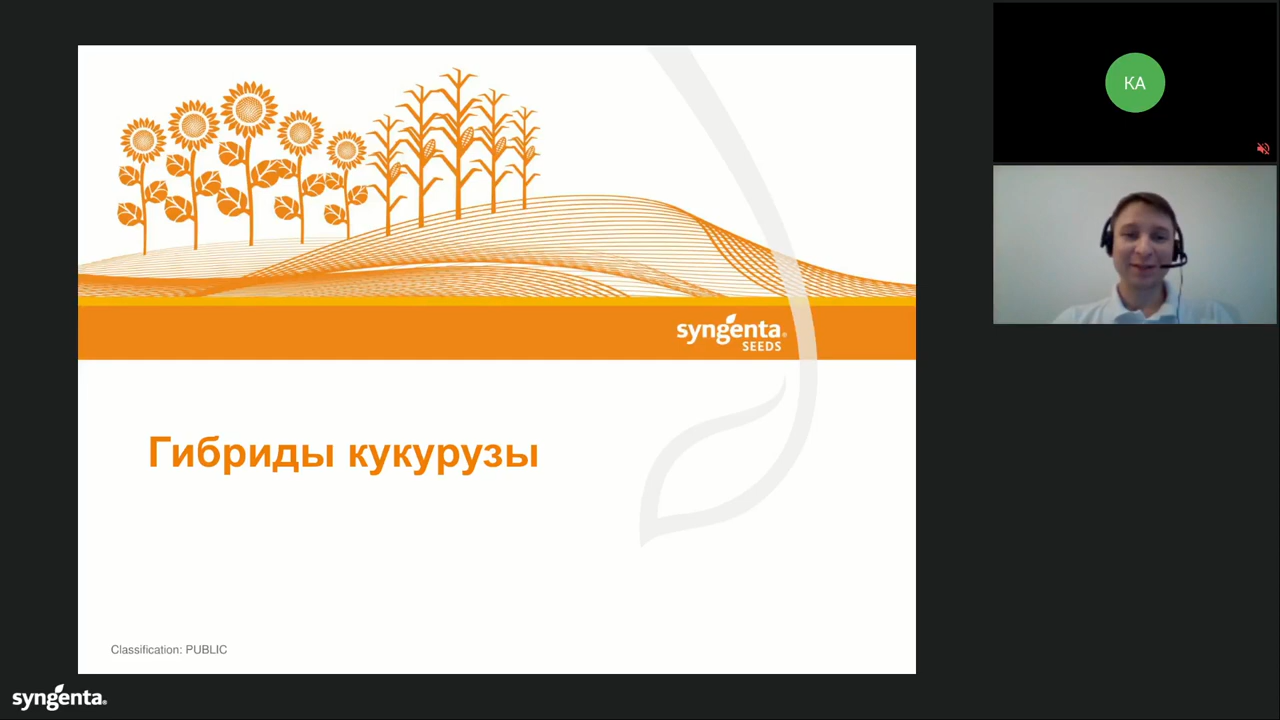 syngenta
SEEDS
Гибриды кукурузы
Classification: PUBLIC
syngenta
KA